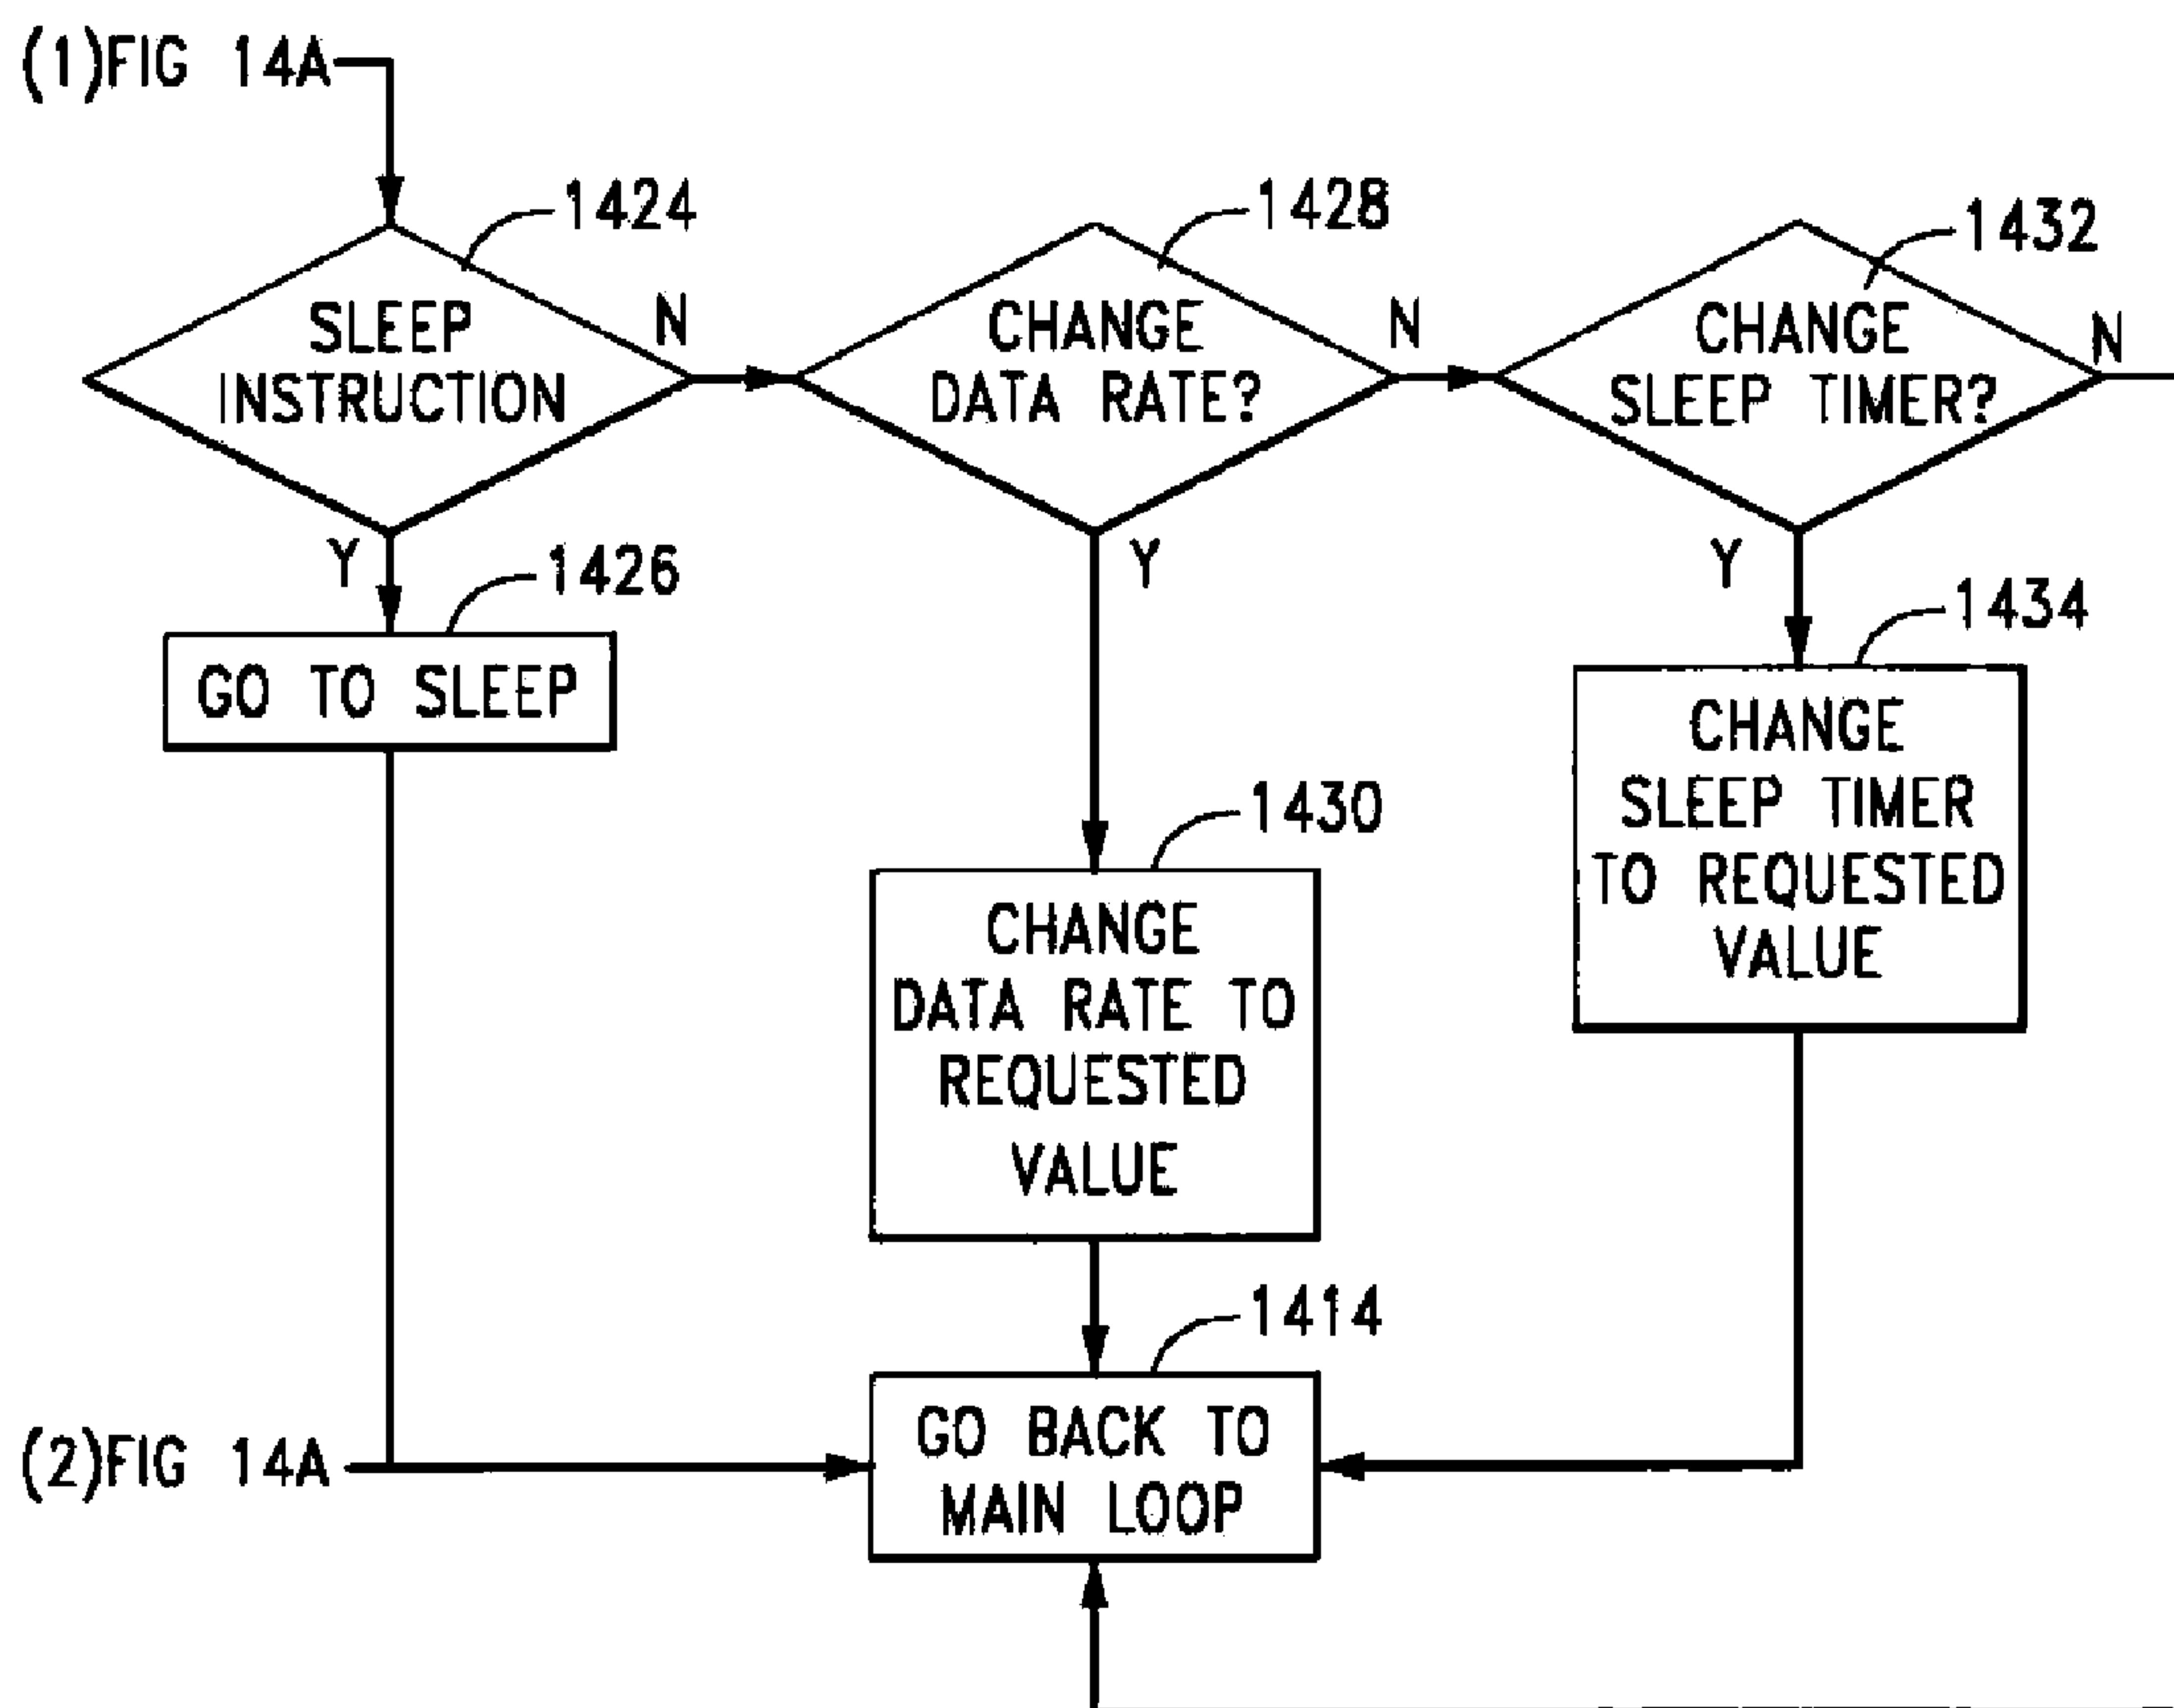 (1)FIG 14A
1424
1428
1432
SLEEP
INSTRUCTION
N
CHANGE
DATA RATE?
N
CHANGE
SLEEP TIMER?
N
Y
Y
Y
1426
GO TO SLEEP
1434
CHANGE
SLEEP TIMER
TO REQUESTED
VALUE
1430
CHANGE
DATA RATE TO
REQUESTED
VALUE
1414
(2)FIG 14A
GO BACK TO
MAIN LOOP